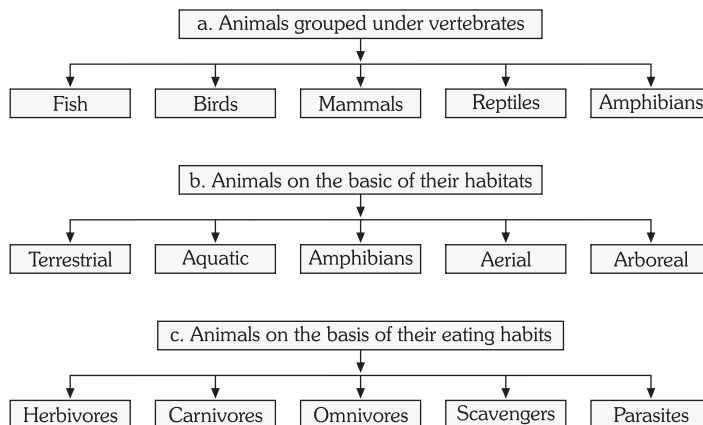 a. Animals grouped under vertebrates
Fish Birds Mammals Reptiles Amphibians
b. Animals on the basic of their habitats
Terrestrial Aquatic Amphibians Aerial Arboreal
c. Animals on the basis of their eating habits
Herbivores Carnivores Omnivores Scavengers Parasites